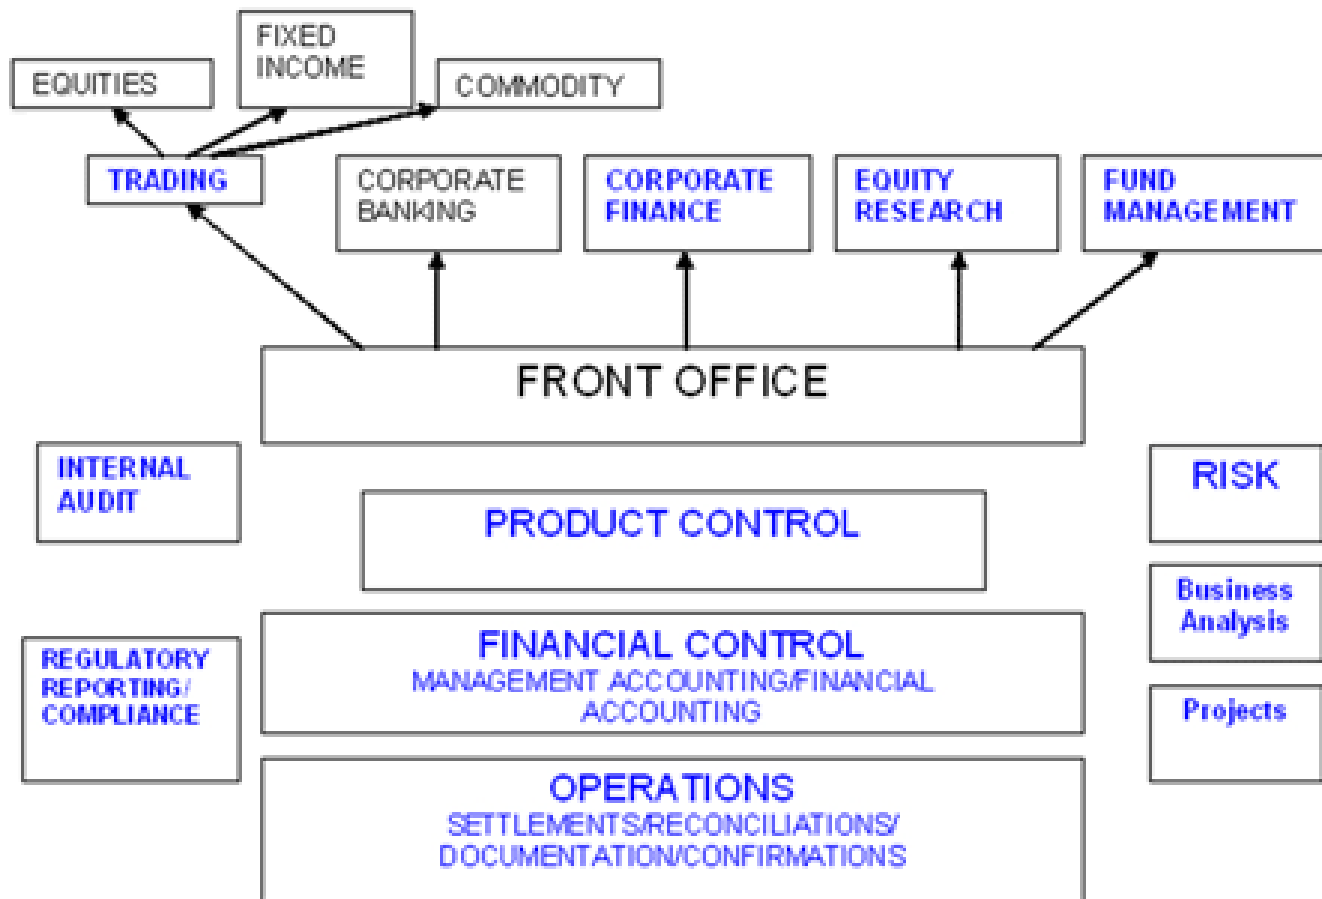 FIXED
INCOME
EQUITIES
COMMODITY
TRADING
CORPORATE
BANKING
CORPORATE
FINANCE
EQUITY
RESEARCH
FUND
MANAGEMENT
FRONT OFFICE
INTERNAL
AUDIT
RISK
PRODUCT CONTROL
Business
Analysis
FINANCIAL CONTROL
MANAGEMENT ACCOUNTING/FINANCIAL
ACCOUNTING
REGULATORY
REPORTING/
COMPLIANCE
Projects
OPERATIONS
SETTLEMENTS/RECONCILIATIONS/
DOCUMENTATION/CONFIRMATIONS